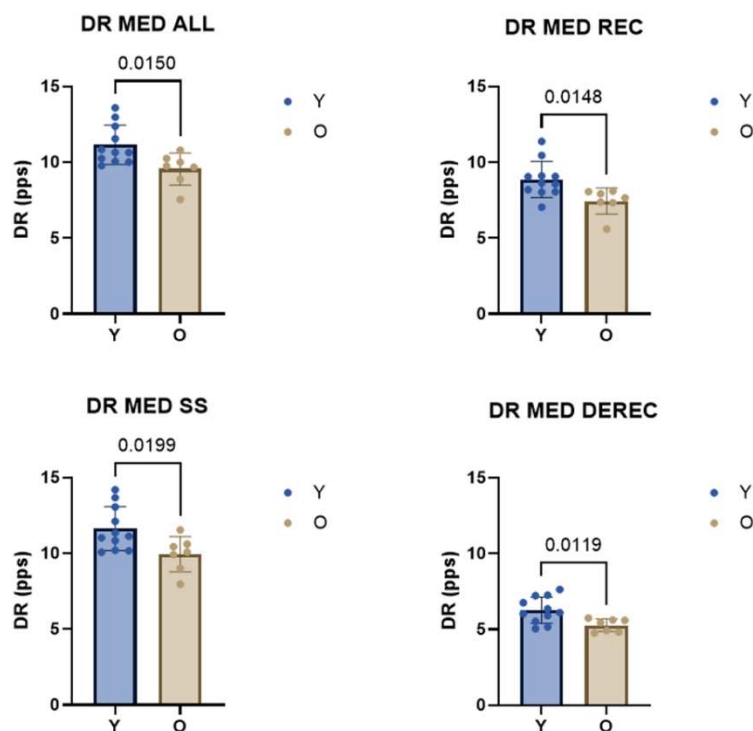 DR MED ALL
0.0150
15
10
5
0
DR (pps)
Y
O
Y
O
DR MED REC
0.0148
15
10
5
0
DR (pps)
Y
O
Y
O
DR MED SS
0.0199
15
10
5
0
DR (pps)
Y
O
Y
O
DR MED DEREC
0.0119
15
10
5
0
DR (pps)
Y
O
Y
O